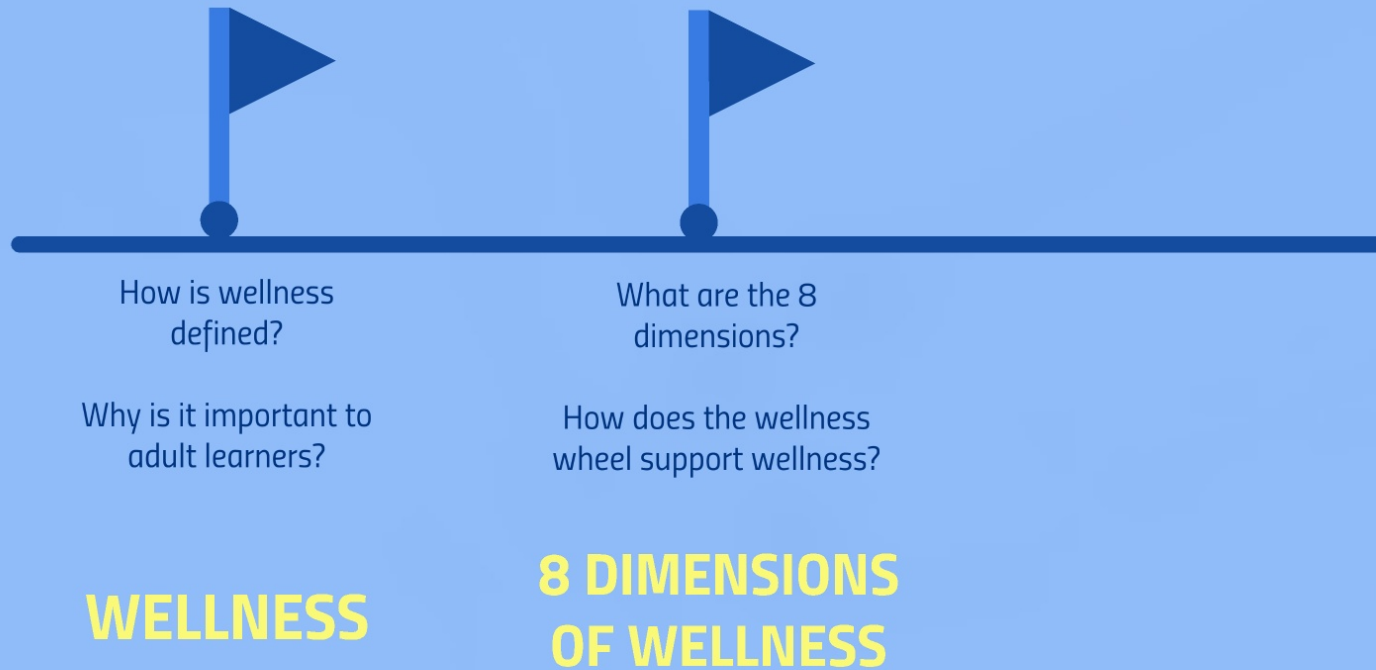 How is wellness
defined?
Why is it important to
adult learners?
WELLNESS
What are the 8
dimensions?
How does the wellness
wheel support wellness?
8 DIMENSIONS
OF WELLNESS